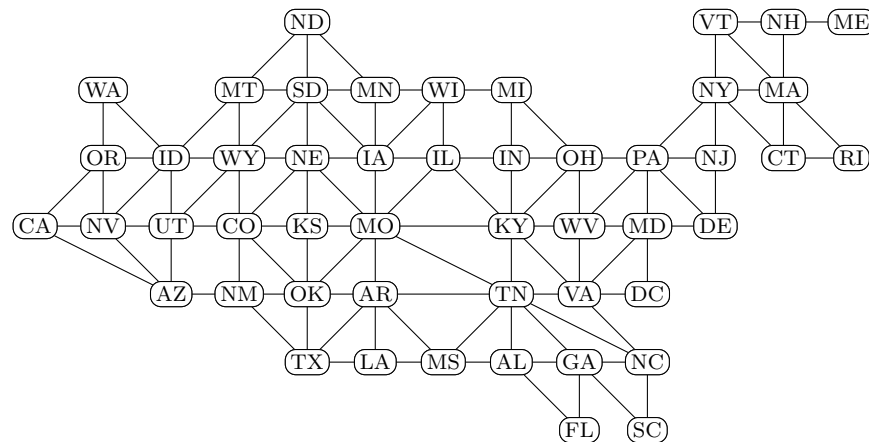 ND VT NH ME
WA MT SD MN WI MI NY MA
OR ID WY NE IA IL IN OH PA NJ CT RI
CA NV UT CO KS MO KY WV MD DE
AZ NM OK AR TN VA DC
TX LA MS AL GA NC
FL SC